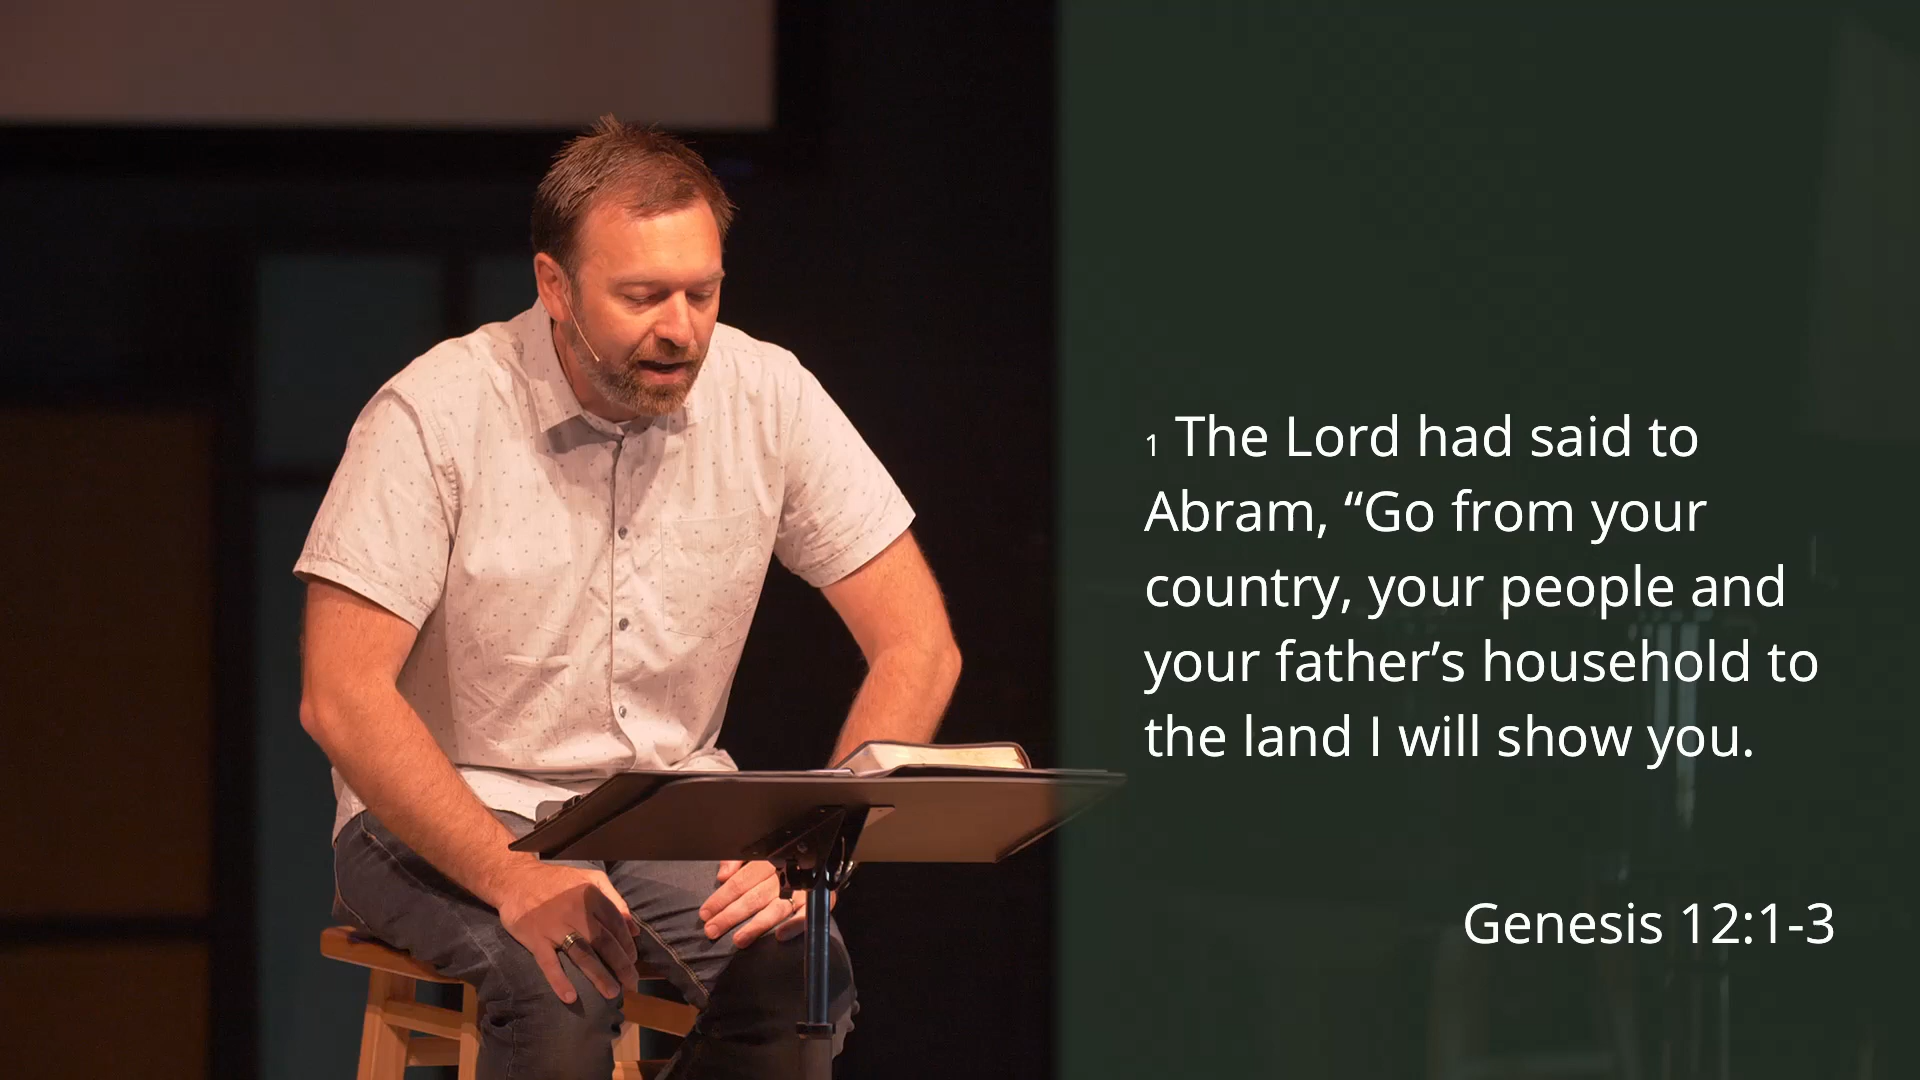 1 The Lord had said to
Abram, “Go from your
country, your people and
your father’s household to
the land I will show you.
Genesis 12:1-3